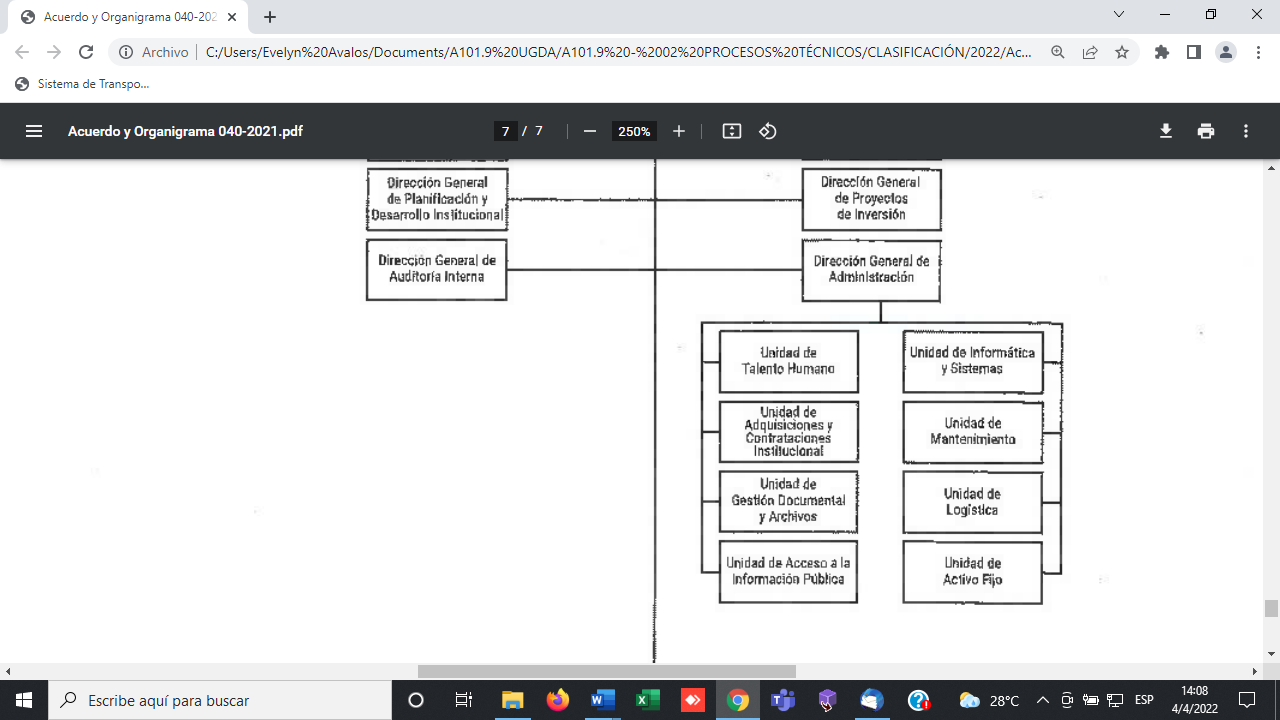 Acuerdo y Organigrama 040-202
Archivo
C:/Users/Evelyn%20Avalos/Documents/A101.9%20UGDA/A101.9%20-%2002%20PROCESOS%20TÉCNICOS/CLASIFICACIÓN/2022/Ac...
Sistema de Transpo...
Acuerdo y Organigrama 040-2021.pdf
7 / 7
250%
Dirección General
de Planificación y
Desarrollo Institucional
Dirección General
de Proyectos
de Inversión
Dirección General de
Auditoría Interna
Dirección General de
Administración
Unidad de
Talento Humano
Unidad de Informática
y Sistemas
Unidad de
Adquisiciones y
Contrataciones
Institucional
Unidad de
Mantenimiento
Unidad de
Gestión Documental
y Archivos
Unidad de
Logística
Unidad de Acceso a la
Información Pública
Unidad de
Activo Fijo
Escribe aquí para buscar
28°C
ESP
14:08
4/4/2022